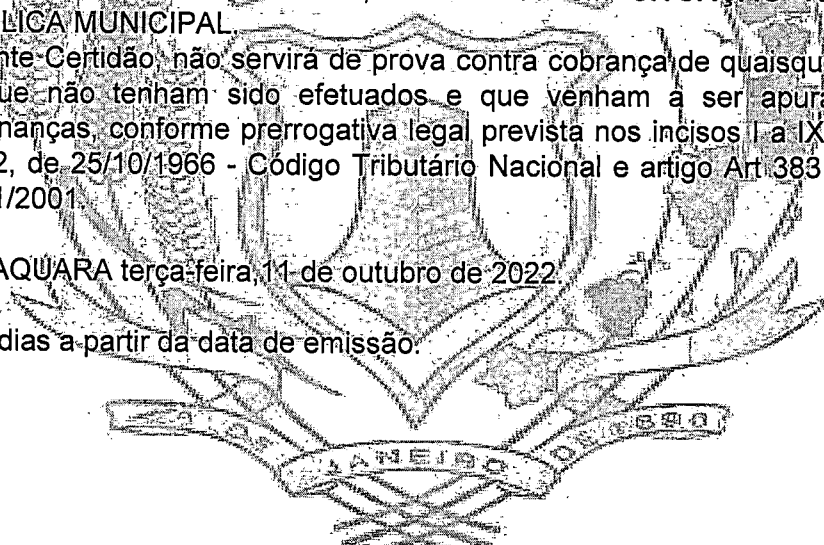 LICA MUNICIPAL.
nte Certidão, não servirá de prova contra cobrança de quaisqu
ue não tenham sido efetuados e que venham a ser apura
nanças, conforme prerrogativa legal prevista nos incisos I a IX
2, de 25/10/1966 - Código Tributário Nacional e artigo Art 383
1/2001.
AQUARA terça-feira,11 de outubro de 2022.
dias a partir da data de emissão.
JANEIRO